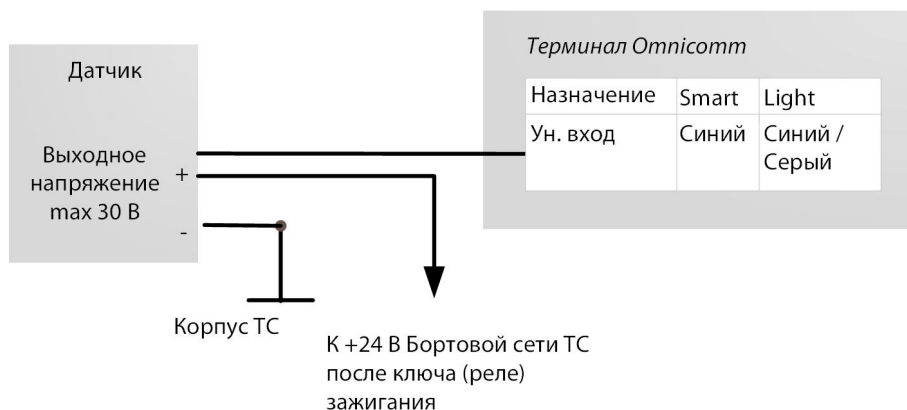 Датчик
Выходное
напряжение
max 30 В
+
-
Корпус ТС
К +24 В Бортовой сети ТС
после ключа (реле)
зажигания
Терминал Omnicomm
Назначение Smart Light
Ун. вход Синий Синий /
Серый